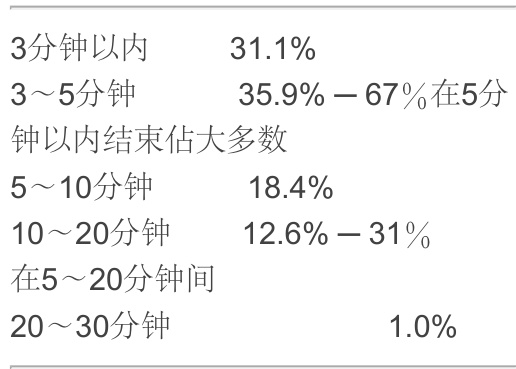 3分钟以内 31.1%
3～5分钟 35.9% — 67％在5分
钟以内结束佔大多数
5～10分钟 18.4%
10～20分钟 12.6% — 31％
在5～20分钟间
20～30分钟 1.0%